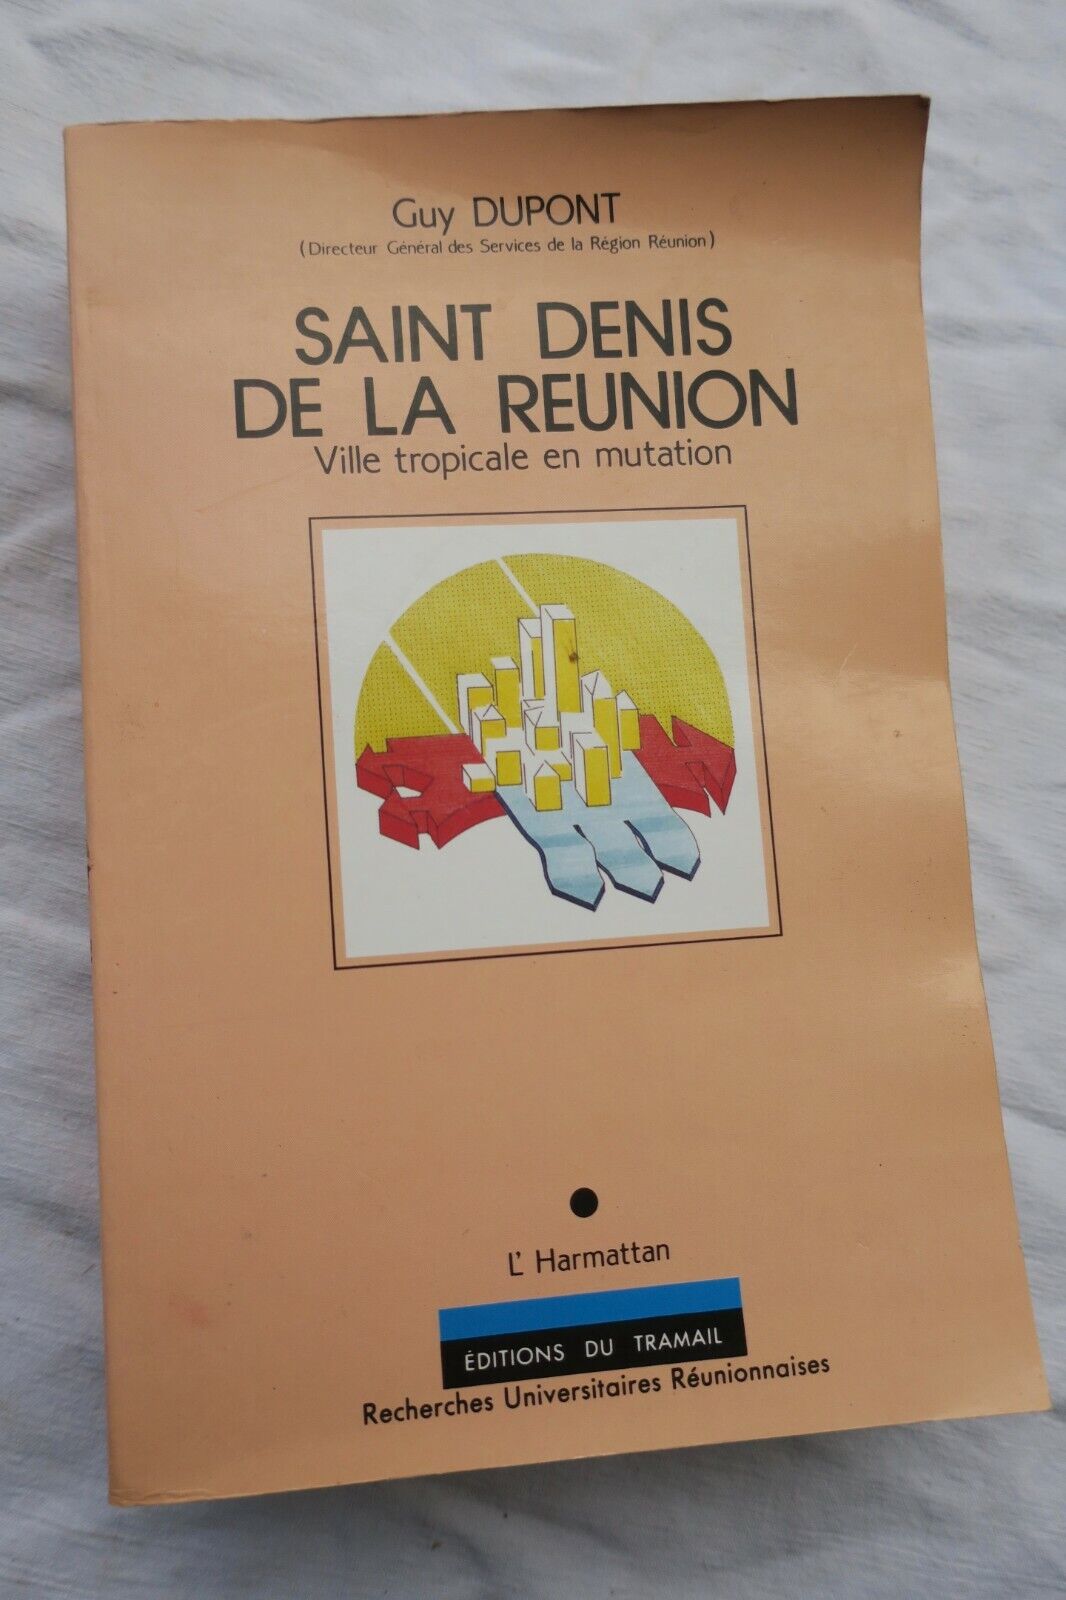 Guy DUPONT
(Directeur Général des Services de la Région Réunion)
SAINT DENIS
DE LA REUNION
Ville tropicale en mutation
L' Harmattan
ÉDITIONS DU TRAMAIL
Recherches Universitaires Réunionnaises